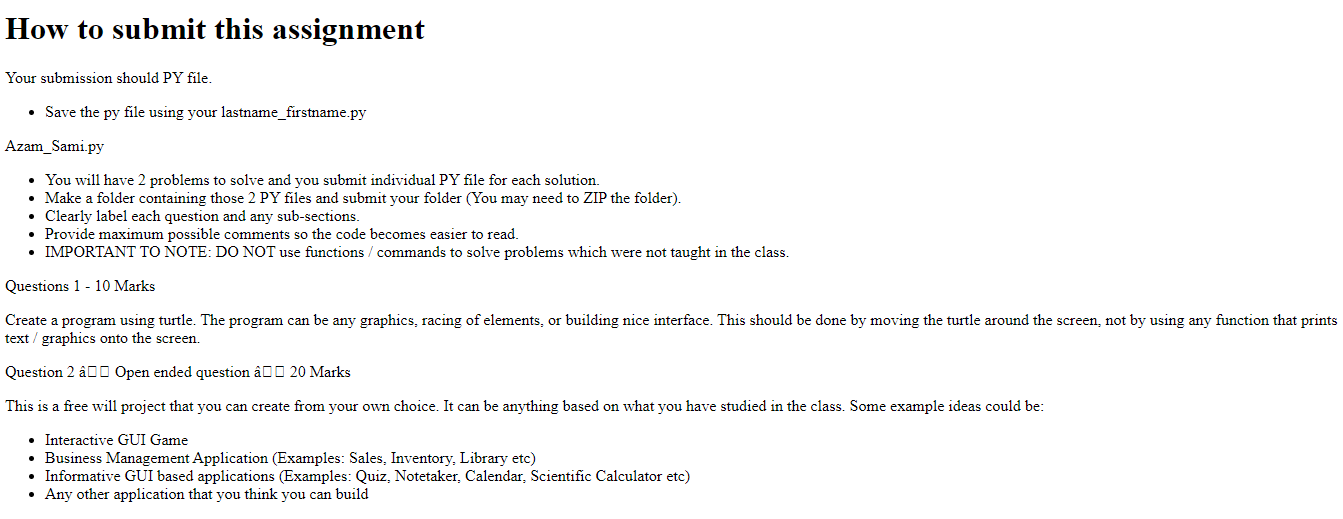 How to submit this assignment
Your submission should PY file.
• Save the py file using your lastname_firstname.py
Azam_Sami.py
• You will have 2 problems to solve and you submit individual PY file for each solution.
• Make a folder containing those 2 PY files and submit your folder (You may need to ZIP the folder).
• Clearly label each question and any sub-sections.
• Provide maximum possible comments so the code becomes easier to read.
• IMPORTANT TO NOTE: DO NOT use functions / commands to solve problems which were not taught in the class.
Questions 1 - 10 Marks
Create a program using turtle. The program can be any graphics, racing of elements, or building nice interface. This should be done by moving the turtle around the screen, not by using any function that prints
text / graphics onto the screen.
Question 2 â□□ Open ended question â□□ 20 Marks
This is a free will project that you can create from your own choice. It can be anything based on what you have studied in the class. Some example ideas could be:
• Interactive GUI Game
• Business Management Application (Examples: Sales, Inventory, Library etc)
• Informative GUI based applications (Examples: Quiz, Notetaker, Calendar, Scientific Calculator etc)
• Any other application that you think you can build